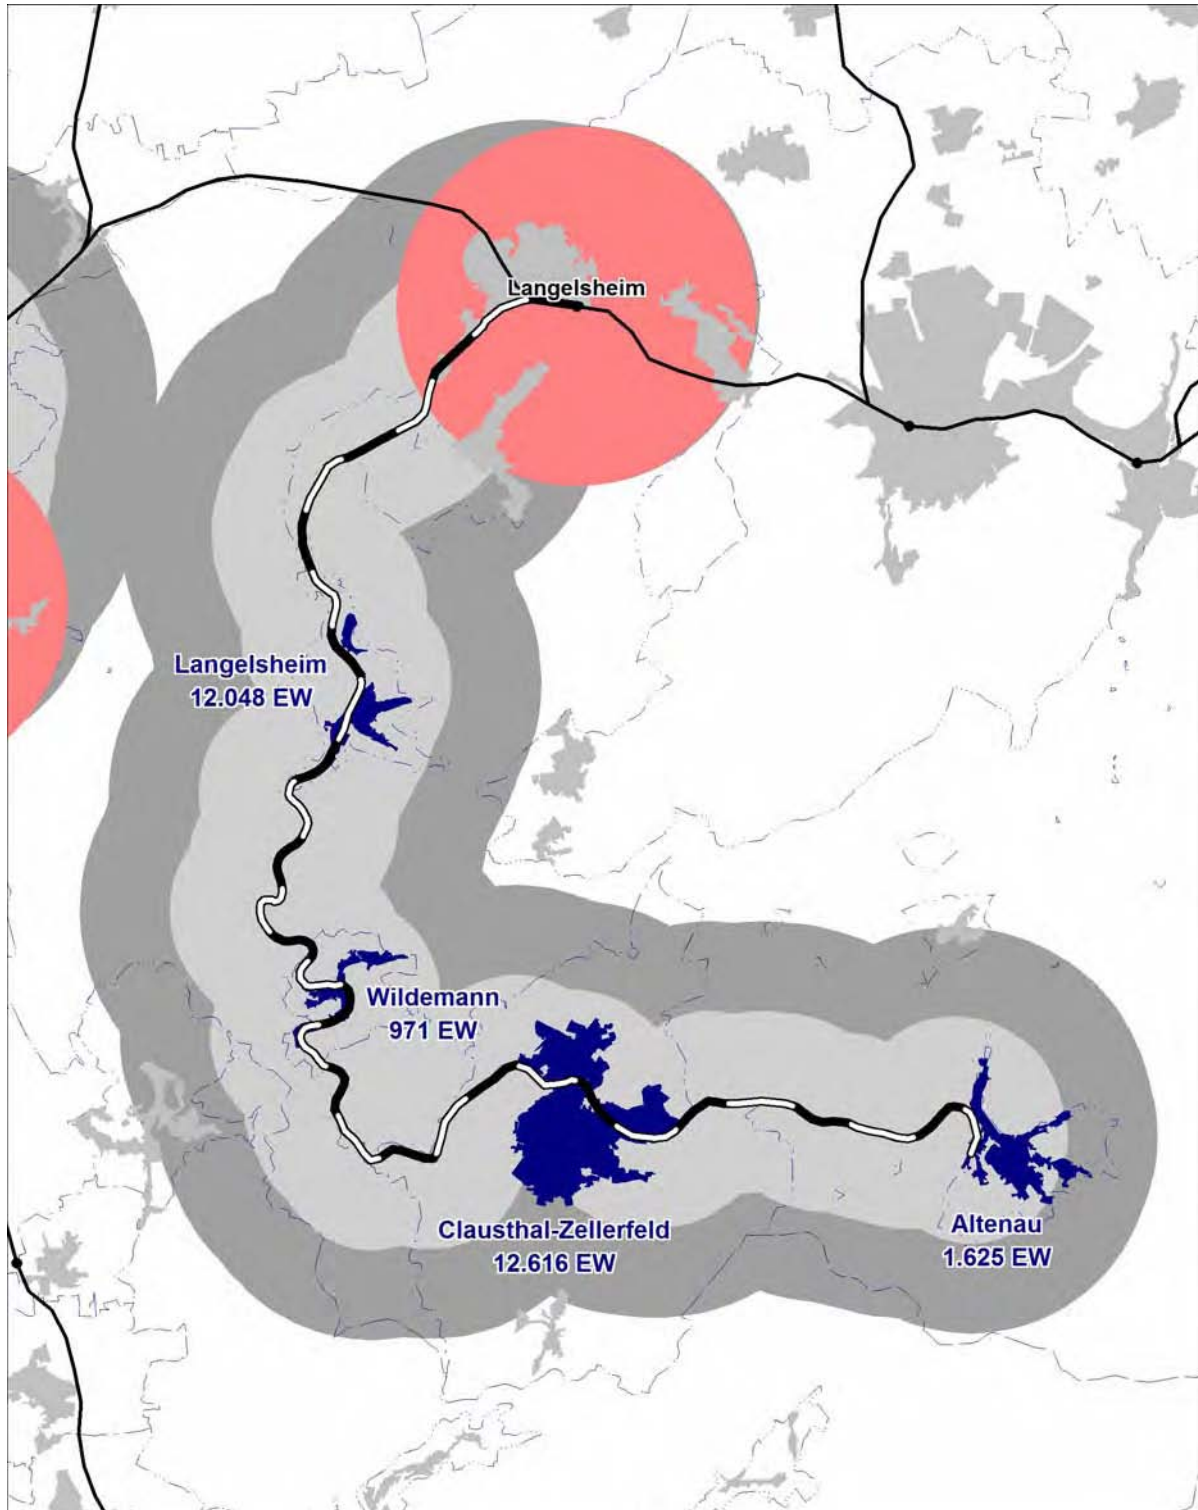 Langelsheim
Langelsheim
12.048 EW
Wildemann
971 EW
Clausthal-Zellerfeld
12.616 EW
Altenau
1.625 EW